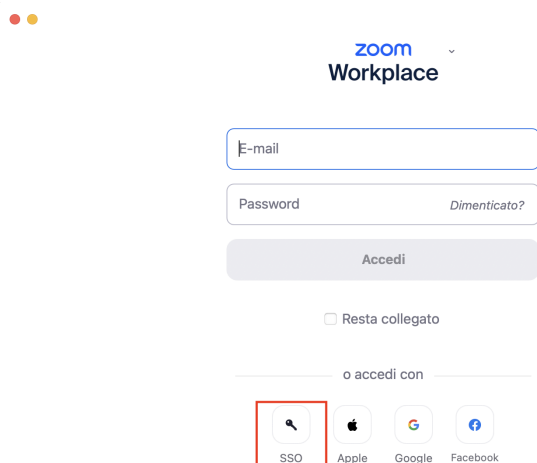 zoom
Workplace
E-mail
Password Dimenticato?
Accedi
Resta collegato
o accedi con
SSO Apple Google Facebook